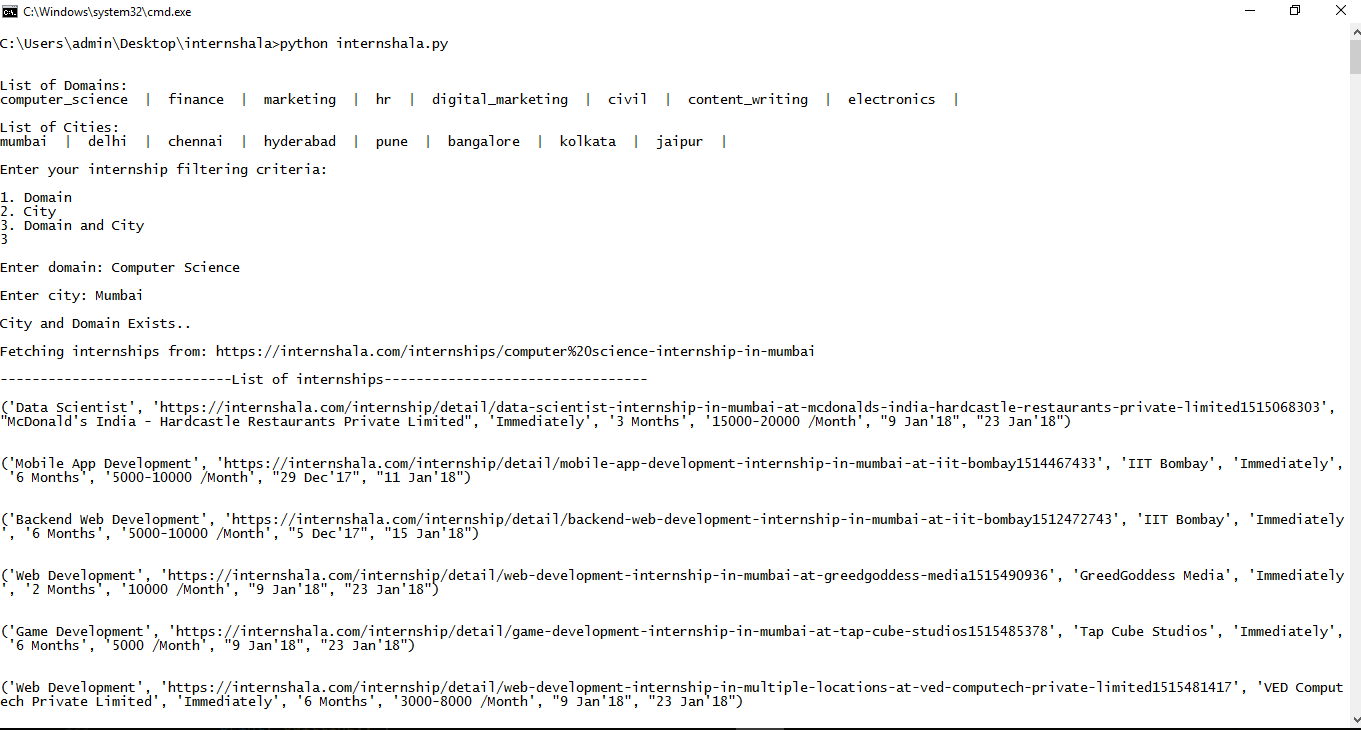 C:\Windows\system32\cmd.exe
C:\Users\admin\Desktop\internshala>python internshala.py
List of Domains:
computer_science | finance | marketing | hr | digital_marketing | civil | content_writing | electronics |
List of Cities:
mumbai | delhi | chennai | hyderabad | pune | bangalore | kolkata | jaipur |
Enter your internship filtering criteria:
1. Domain
2. City
3. Domain and City
3
Enter domain: Computer Science
Enter city: Mumbai
City and Domain Exists..
Fetching internships from: https://internshala.com/internships/computer%20science-internship-in-mumbai
-----------------------------List of internships---------------------------------
('Data Scientist', 'https://internshala.com/internship/detail/data-scientist-internship-in-mumbai-at-mcdonalds-india-hardcastle-restaurants-private-limited1515068303',
"McDonald's India - Hardcastle Restaurants Private Limited", 'Immediately', '3 Months', '15000-20000 /Month', "9 Jan'18", "23 Jan'18")
('Mobile App Development', 'https://internshala.com/internship/detail/mobile-app-development-internship-in-mumbai-at-iit-bombay1514467433', 'IIT Bombay', 'Immediately',
'6 Months', '5000-10000 /Month', "29 Dec'17", "11 Jan'18")
('Backend Web Development', 'https://internshala.com/internship/detail/backend-web-development-internship-in-mumbai-at-iit-bombay1512472743', 'IIT Bombay', 'Immediately
', '6 Months', '5000-10000 /Month', "5 Dec'17", "15 Jan'18")
('Web Development', 'https://internshala.com/internship/detail/web-development-internship-in-mumbai-at-greedgoddess-media1515490936', 'GreedGoddess Media', 'Immediately
', '2 Months', '10000 /Month', "9 Jan'18", "23 Jan'18")
('Game Development', 'https://internshala.com/internship/detail/game-development-internship-in-mumbai-at-tap-cube-studios1515485378', 'Tap Cube Studios', 'Immediately',
'6 Months', '5000 /Month', "9 Jan'18", "23 Jan'18")
('Web Development', 'https://internshala.com/internship/detail/web-development-internship-in-multiple-locations-at-ved-computech-private-limited1515481417', 'VED Comput
ech Private Limited', 'Immediately', '6 Months', '3000-8000 /Month', "9 Jan'18", "23 Jan'18")